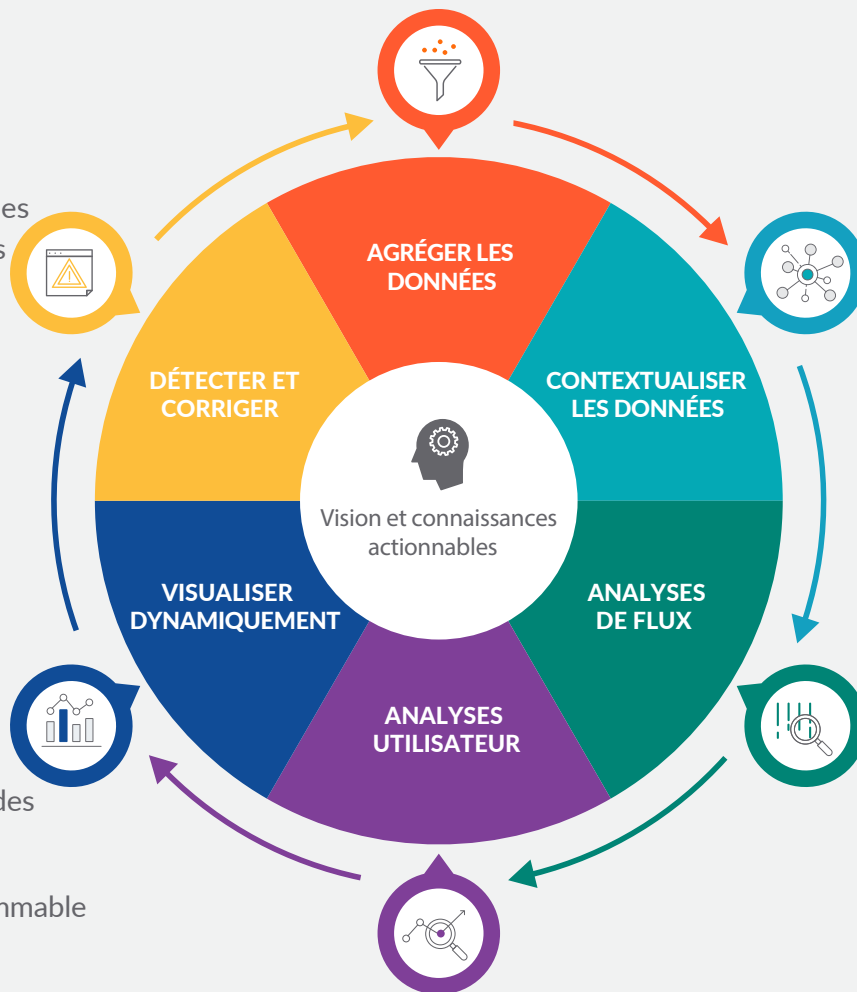 AGRÉGER LES
DONNÉES
CONTEXTUALISER
LES DONNÉES
ANALYSES
DE FLUX
ANALYSES
UTILISATEUR
VISUALISER
DYNAMIQUEMENT
DÉTECTER ET
CORRIGER
Vision et connaissances
actionnables
des